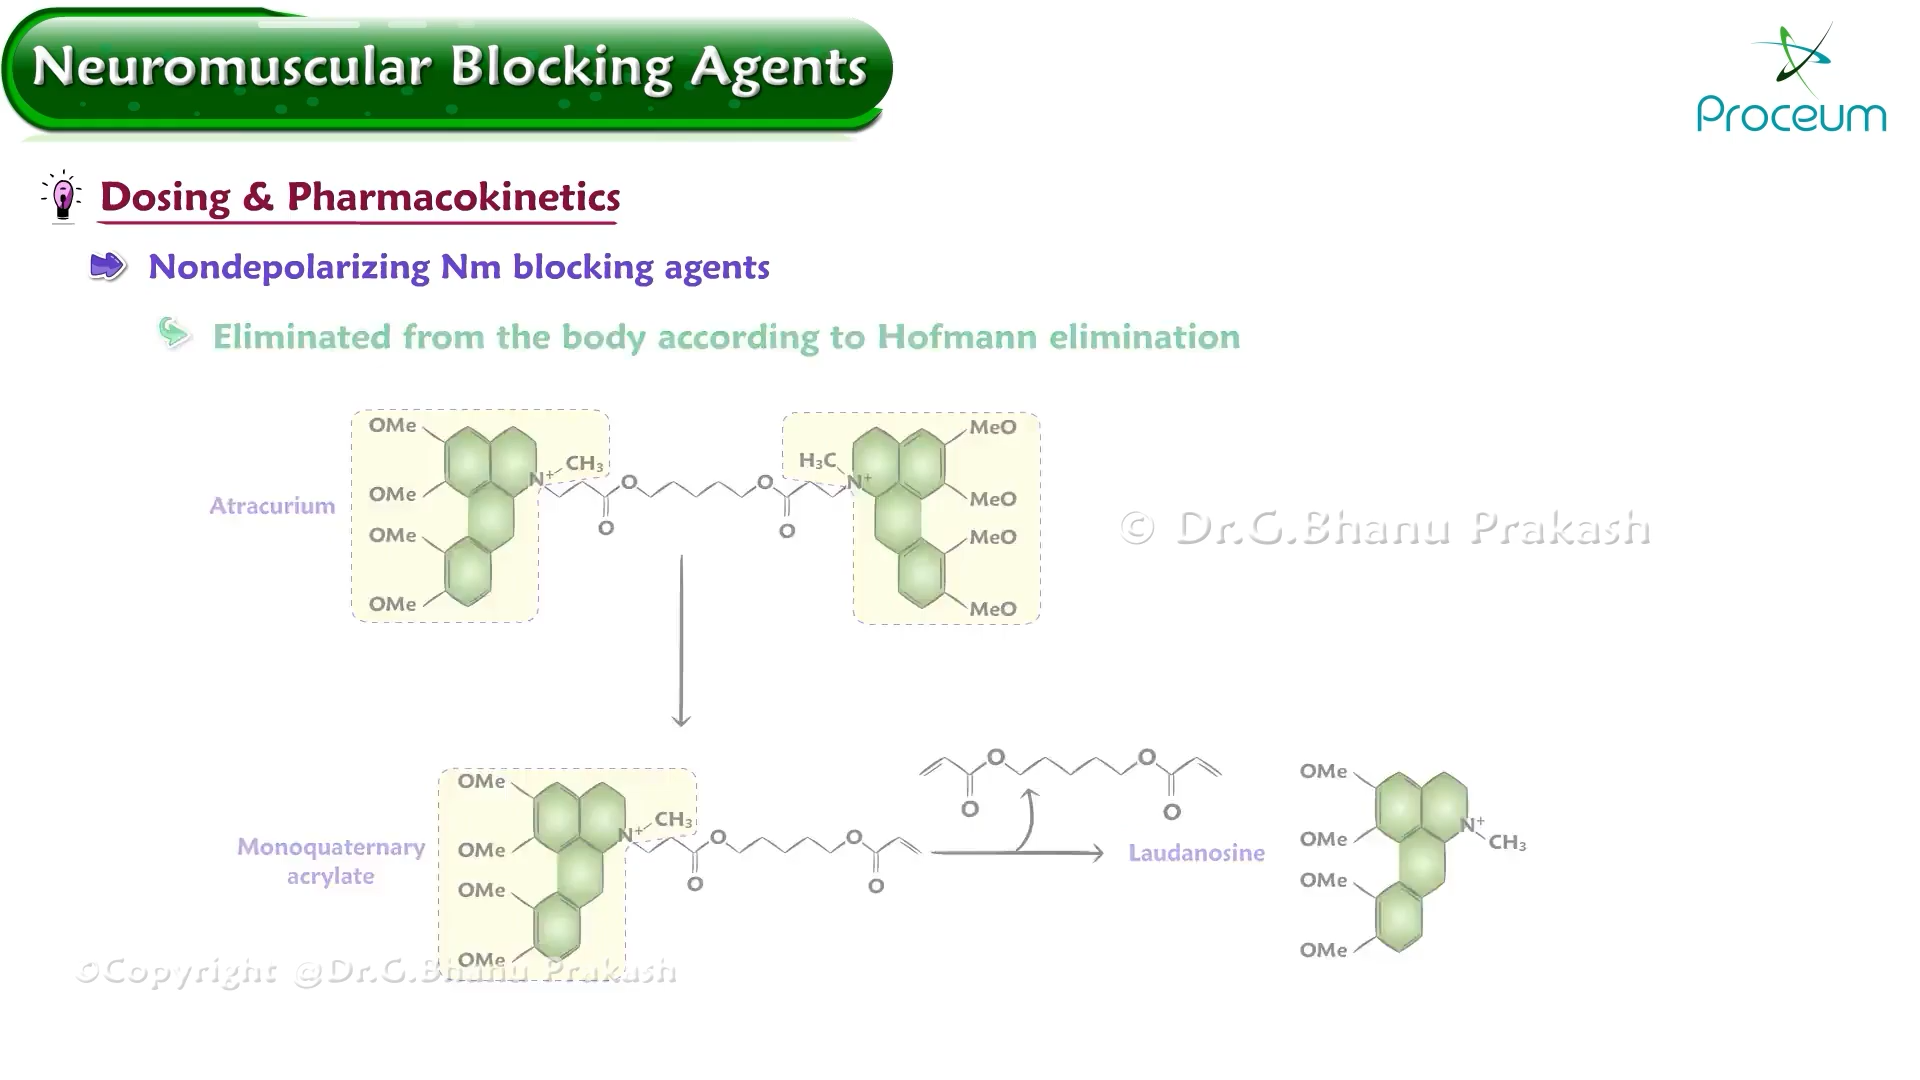 Neuromuscular Blocking Agents
Proceum
Dosing & Pharmacokinetics
Nondepolarizing Nm blocking agents
Eliminated from the body according to Hofmann elimination
OMe
CH₃
N⁺
O
O
H₃C
N⁺
MeO
OMe
O
O
MeO
Atracurium
© Dr.G.Bhanu Prakash
OMe
MeO
OMe
MeO
OMe
CH₃
N⁺
O
O
O
O
O
O
O
O
OMe
N⁺
CH₃
OMe
Monoquaternary
acrylate
OMe
Laudanosine
OMe
OMe
OMe
OMe
OMe
©Copyright @Dr.G.Bhanu Prakash